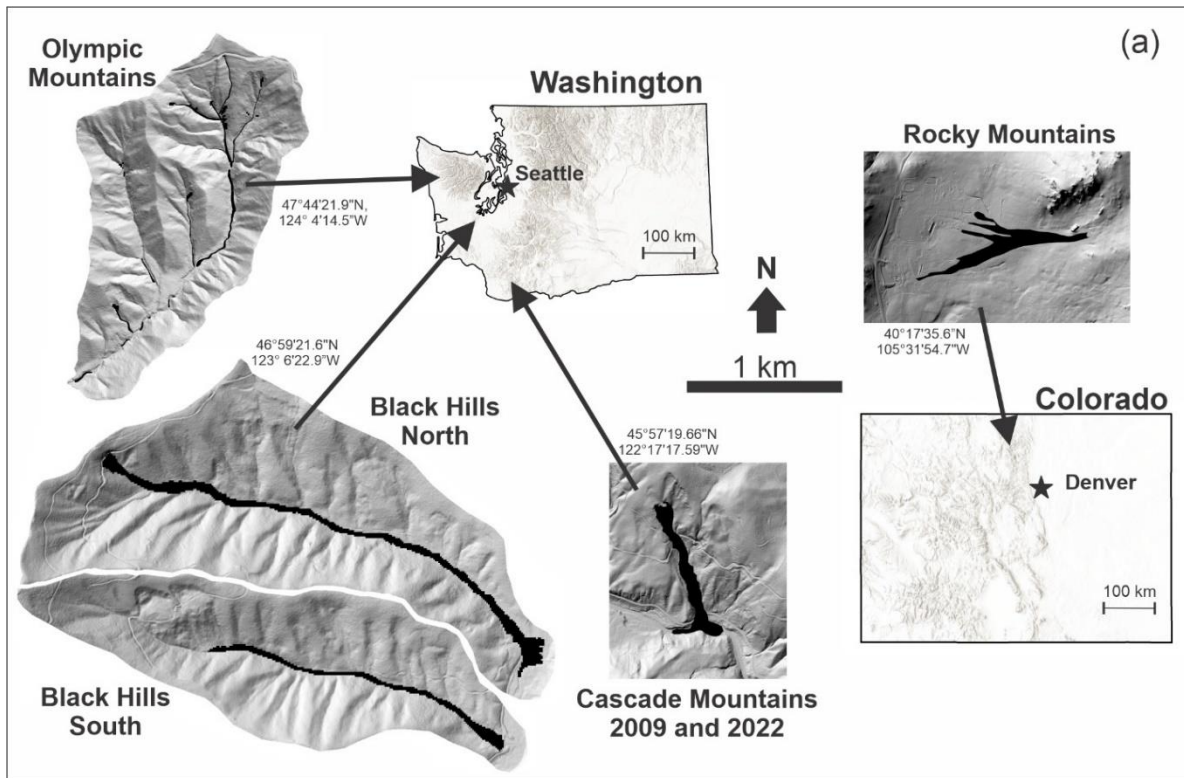 (a)
Olympic
Mountains
47°44'21.9"N,
124° 4'14.5"W
Washington
Seattle
100 km
Rocky Mountains
40°17'35.6"N
105°31'54.7"W
N
1 km
46°59'21.6"N
123° 6'22.9"W
Black Hills
North
Black Hills
South
45°57'19.66"N
122°17'17.59"W
Cascade Mountains
2009 and 2022
Colorado
Denver
100 km